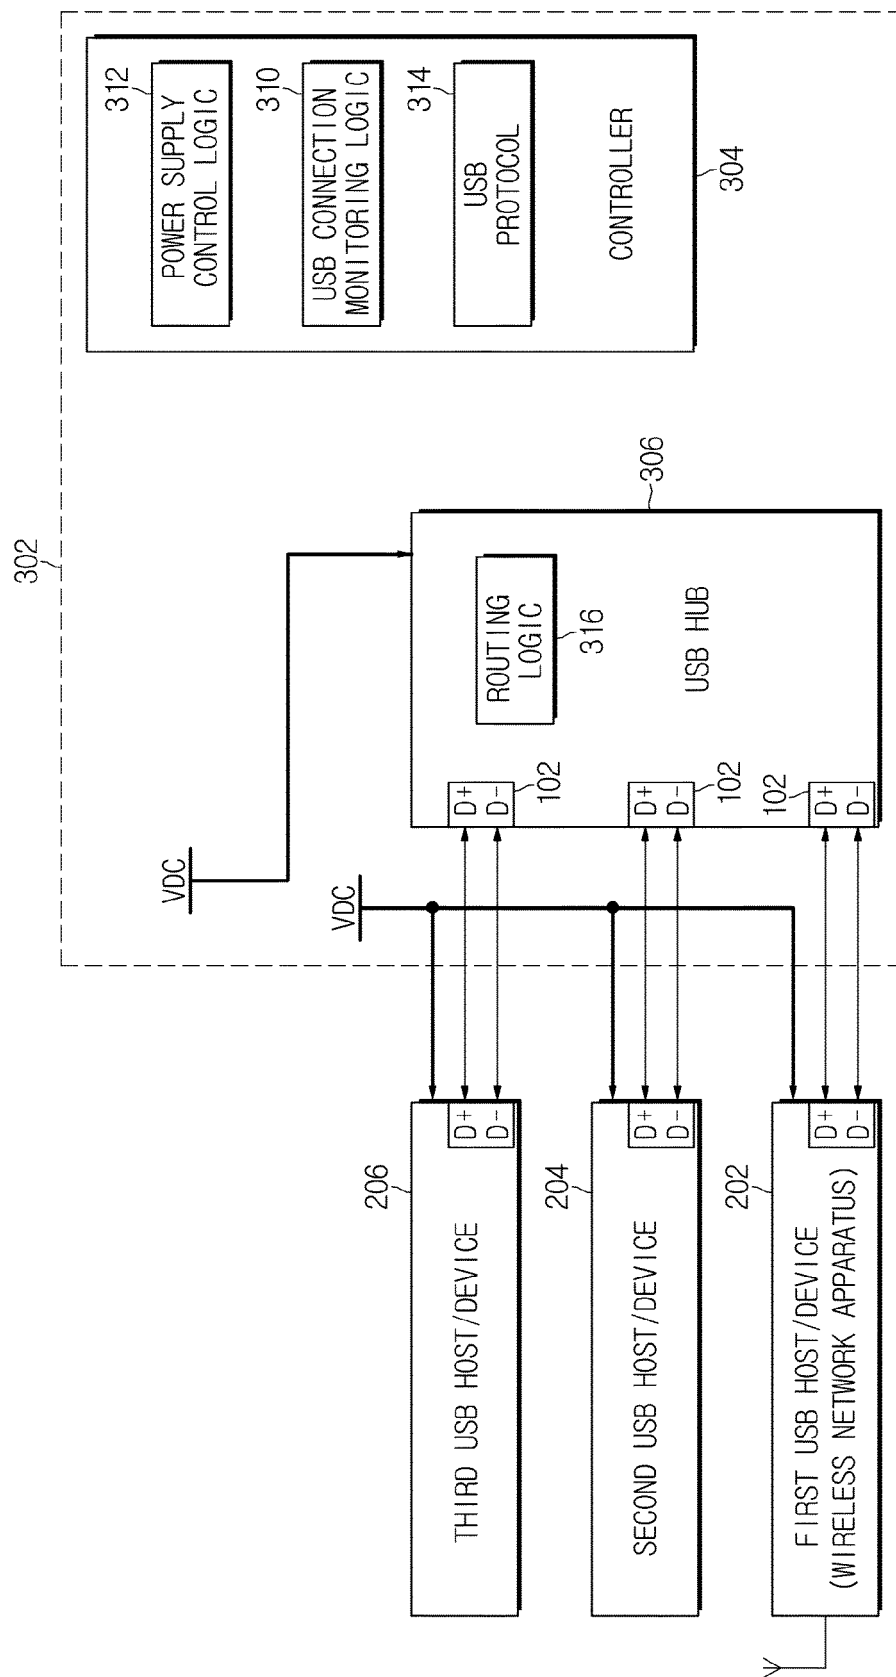 302
POWER SUPPLY
CONTROL LOGIC
312
USB CONNECTION
MONITORING LOGIC
310
USB
PROTOCOL
314
CONTROLLER
304
VDC
VDC
306
ROUTING
LOGIC
316
USB HUB
D+
D-
102
D+
D-
102
D+
D-
102
206
THIRD USB HOST/DEVICE
D+
D-
204
SECOND USB HOST/DEVICE
D+
D-
202
FIRST USB HOST/DEVICE
(WIRELESS NETWORK APPARATUS)
D+
D-